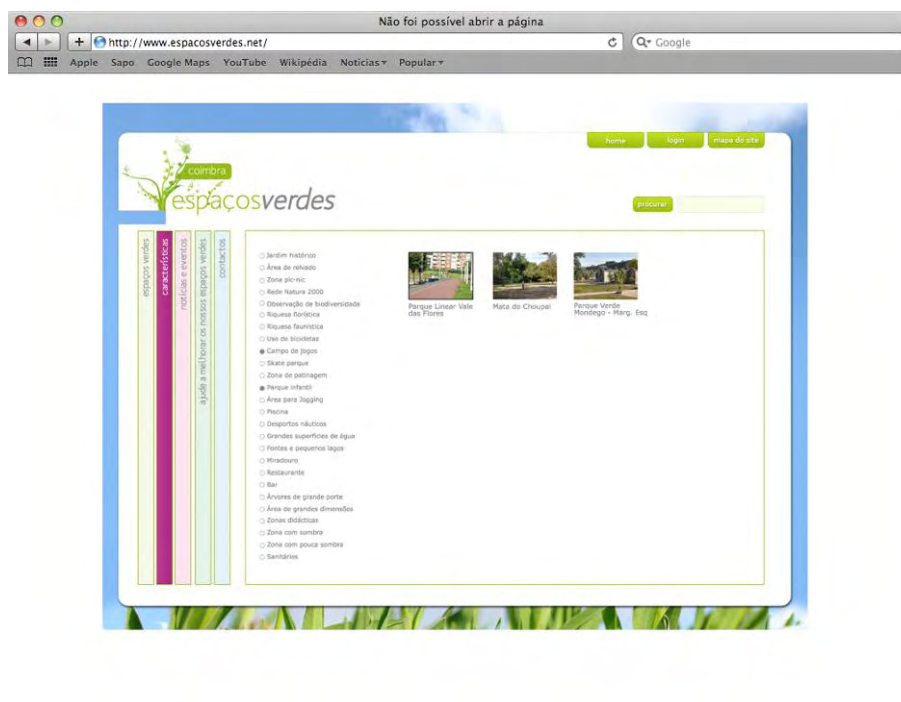 Não foi possível abrir a página
http://www.espacosverdes.net/
Google
Apple Sapo Google Maps YouTube Wikipédia Notícias Popular
home login mapa do site
coimbra
espaçosverdes
procurar
espaços verdes
características
notícias e eventos
ajude a melhorar os nossos espaços verdes
contactos
Jardim histórico
Área de relvado
Zona pic-nic
Rede Natura 2000
Observação de biodiversidade
Riquesa florística
Riquesa faunística
Uso de bicicletas
Campo de jogos
Skate parque
Zona de patinagem
Parque infantil
Área para Jogging
Piscina
Desportos náuticos
Grandes superfícies de água
Fontes e pequenos lagos
Miradouro
Restaurante
Bar
Árvores de grande porte
Área de grandes dimensões
Zonas didácticas
Zona com sombra
Zona com pouca sombra
Sanitários
Parque Linear Vale
das Flores
Mata do Choupal
Parque Verde
Mondego - Marg. Esq